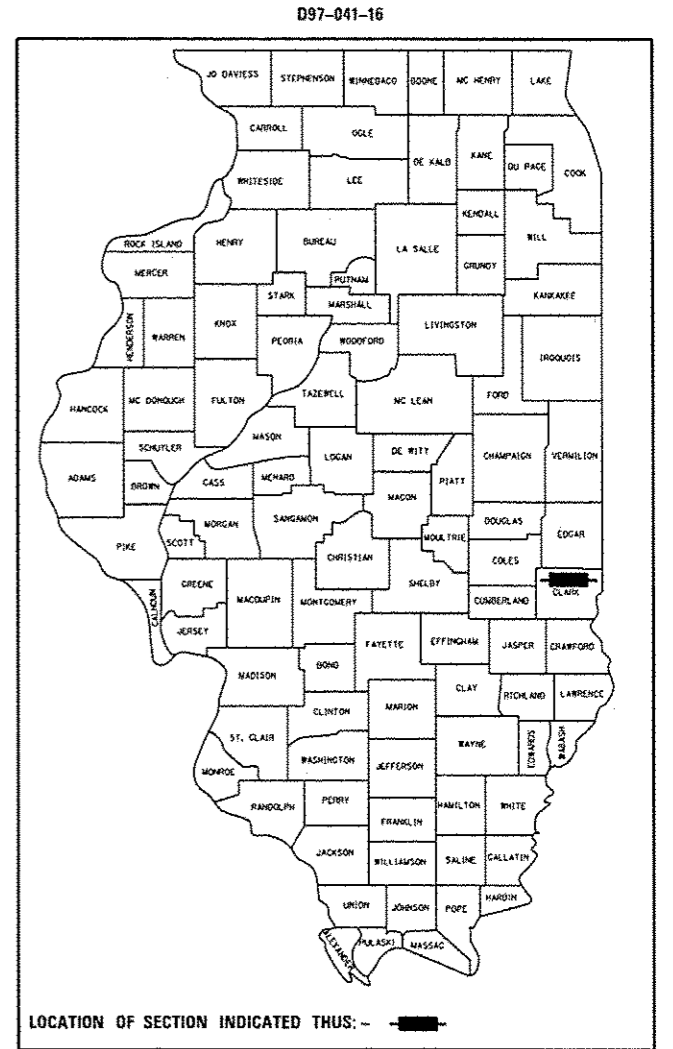 D97-041-16
JO DAVIESS STEPHENSON WINNEBAGO BOONE MC HENRY LAKE
CARROLL OGLE DE KALB KANE DU PAGE COOK
WHITESIDE LEE KENDALL WILL
ROCK ISLAND HENRY BUREAU LA SALLE GRUNDY
MERCER PUTNAM KANKAKEE
STARK MARSHALL LIVINGSTON
HENDERSON WARREN KNOX PEORIA WOODFORD IROQUOIS
HANCOCK MC DONOUGH FULTON TAZEWELL MC LEAN FORD
SCHUYLER MASON LOGAN DE WITT CHAMPAIGN VERMILION
ADAMS BROWN CASS MENARD MACON PIATT
PIKE SCOTT MORGAN SANGAMON CHRISTIAN MOULTRIE DOUGLAS EDGAR
COLES
CALHOUN GREENE MACOUPIN MONTGOMERY SHELBY CUMBERLAND CLARK
JERSEY FAYETTE EFFINGHAM JASPER CRAWFORD
MADISON BOND CLAY RICHLAND LAWRENCE
CLINTON MARION
ST. CLAIR WASHINGTON JEFFERSON WAYNE EDWARDS WABASH
MONROE
RANDOLPH PERRY HAMILTON WHITE
FRANKLIN
JACKSON WILLIAMSON SALINE GALLATIN
UNION JOHNSON POPE HARDIN
ALEXANDER PULASKI MASSAC
LOCATION OF SECTION INDICATED THUS: -